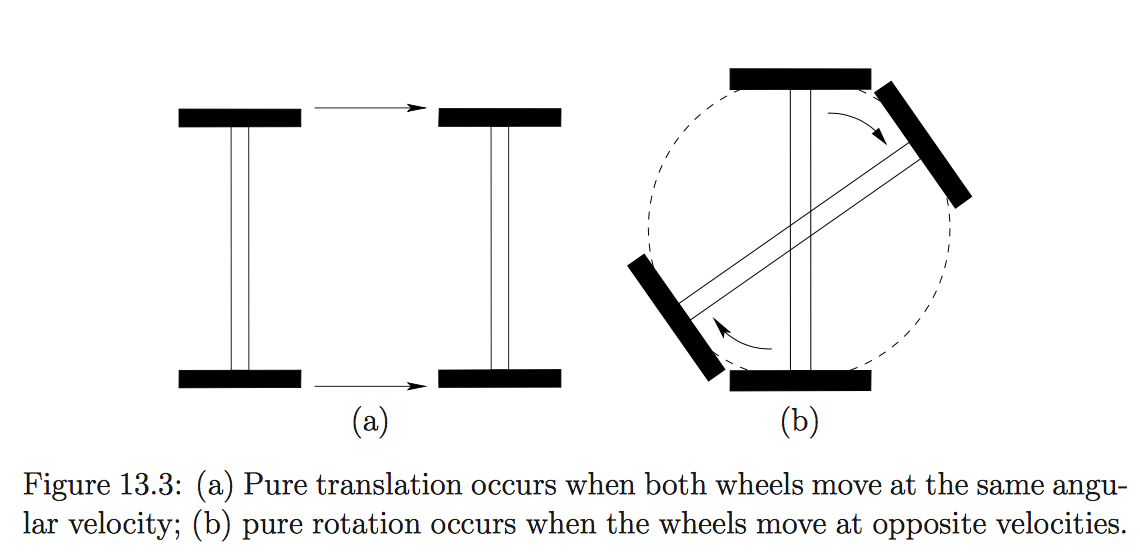 (a)
(b)
Figure 13.3: (a) Pure translation occurs when both wheels move at the same angu-
lar velocity; (b) pure rotation occurs when the wheels move at opposite velocities.